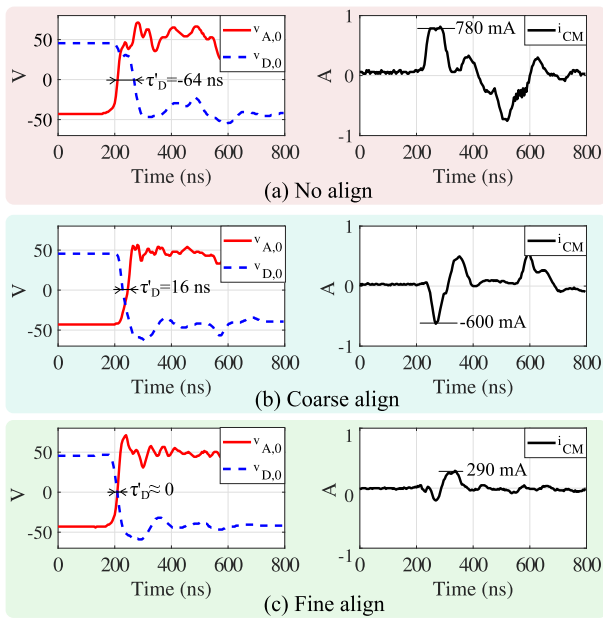 50
0
-50
V
v_A,0
v_D,0
τ'_D=-64 ns
0 200 400 600 800
Time (ns)
1
0
-1
A
i_CM
780 mA
0 200 400 600 800
Time (ns)
(a) No align
50
0
-50
V
v_A,0
v_D,0
τ'_D=16 ns
0 200 400 600 800
Time (ns)
1
0
-1
A
i_CM
-600 mA
0 200 400 600 800
Time (ns)
(b) Coarse align
50
0
-50
V
v_A,0
v_D,0
τ'_D≈ 0
0 200 400 600 800
Time (ns)
1
0
-1
A
i_CM
290 mA
0 200 400 600 800
Time (ns)
(c) Fine align